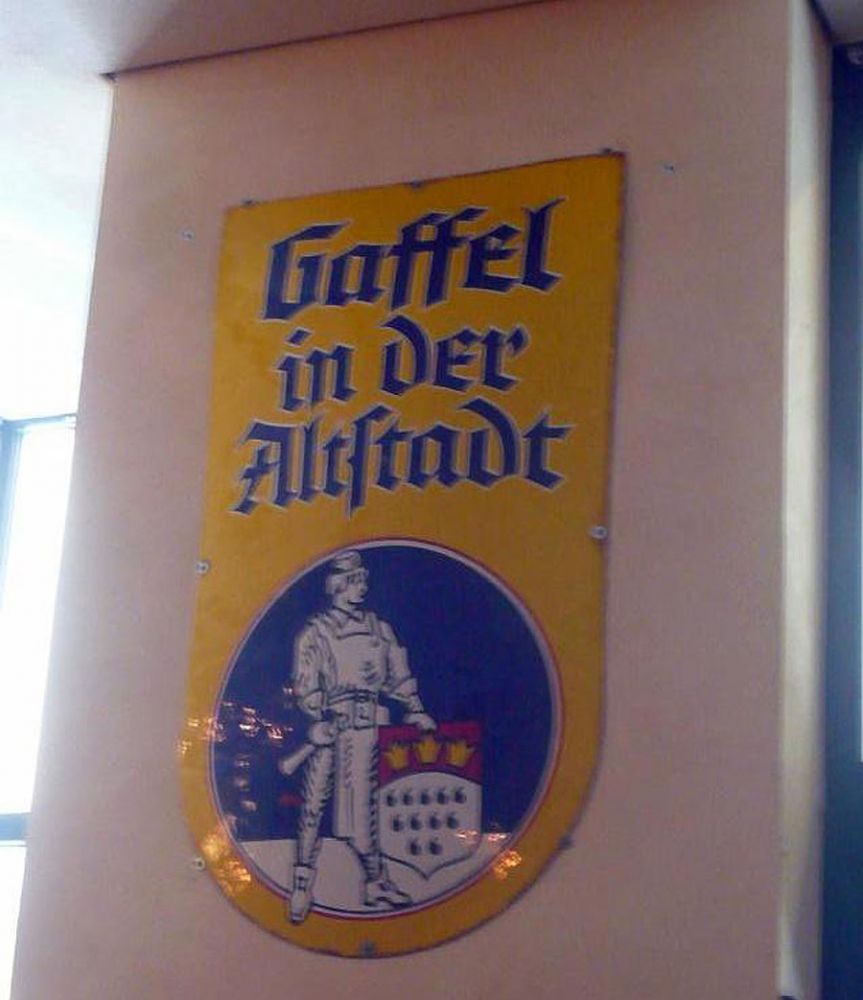 Gaffel
in der
Altſtadt